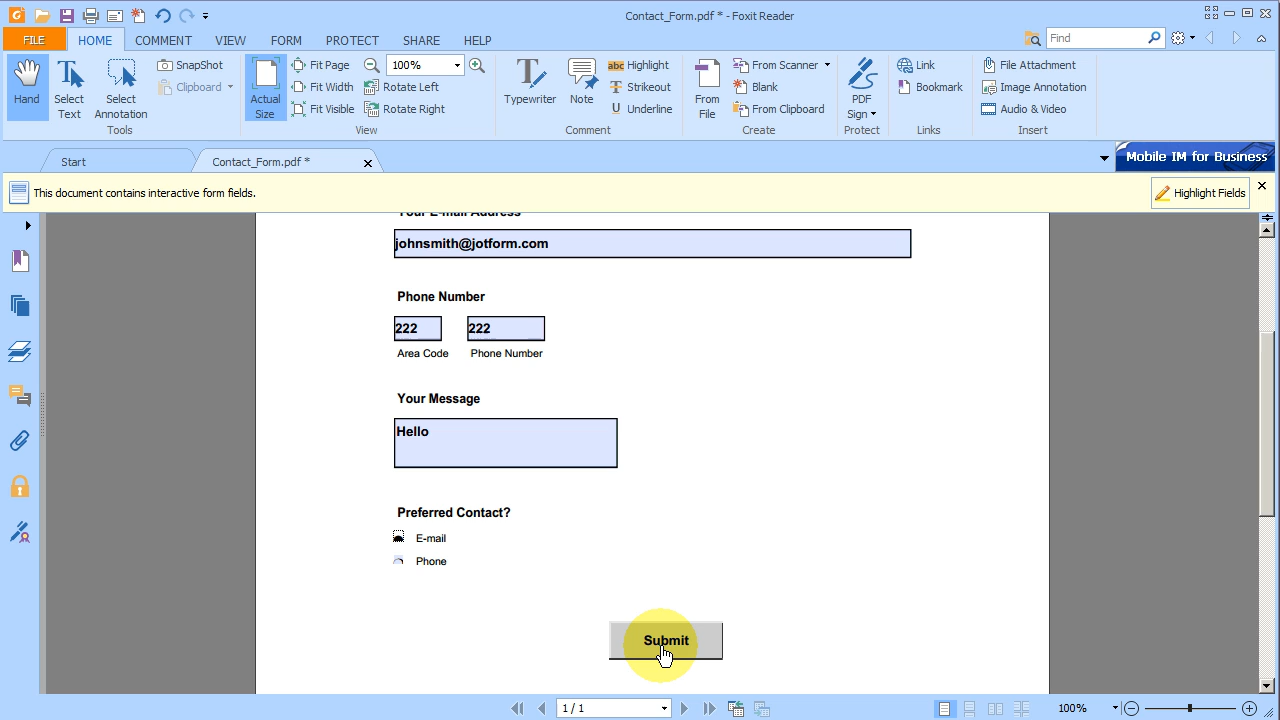 Contact_Form.pdf * - Foxit Reader
FILE HOME COMMENT VIEW FORM PROTECT SHARE HELP Find
Hand
Select Text
Select Annotation
SnapShot
Clipboard
Tools
Actual Size
Fit Page
Fit Width
Fit Visible
100%
Rotate Left
Rotate Right
View
Typewriter
Note
abc Highlight
Strikeout
U Underline
Comment
From File
From Scanner
Blank
From Clipboard
Create
PDF Sign
Protect
Link
Bookmark
Links
File Attachment
Image Annotation
Audio & Video
Insert
Start
Contact_Form.pdf *
Mobile IM for Business
This document contains interactive form fields.
Highlight Fields
Your E-mail Address
johnsmith@jotform.com
Phone Number
222 222
Area Code Phone Number
Your Message
Hello
Preferred Contact?
E-mail
Phone
Submit
1 / 1
100%